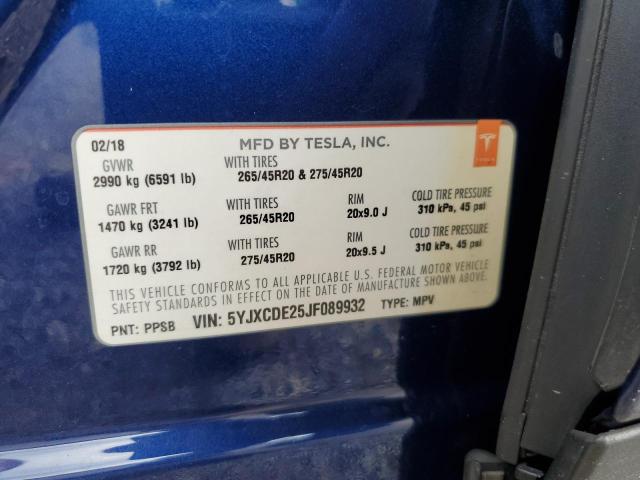 02/18 MFD BY TESLA, INC.
GVWR WITH TIRES
2990 kg (6591 lb) 265/45R20 & 275/45R20
GAWR FRT WITH TIRES RIM COLD TIRE PRESSURE
1470 kg (3241 lb) 265/45R20 20x9.0 J 310 kPa, 45 psi
GAWR RR WITH TIRES RIM COLD TIRE PRESSURE
1720 kg (3792 lb) 275/45R20 20x9.5 J 310 kPa, 45 psi
THIS VEHICLE CONFORMS TO ALL APPLICABLE U.S. FEDERAL MOTOR VEHICLE
SAFETY STANDARDS IN EFFECT ON THE DATE OF MANUFACTURE SHOWN ABOVE.
PNT: PPSB VIN: 5YJXCDE25JF089932 TYPE: MPV
TESLA